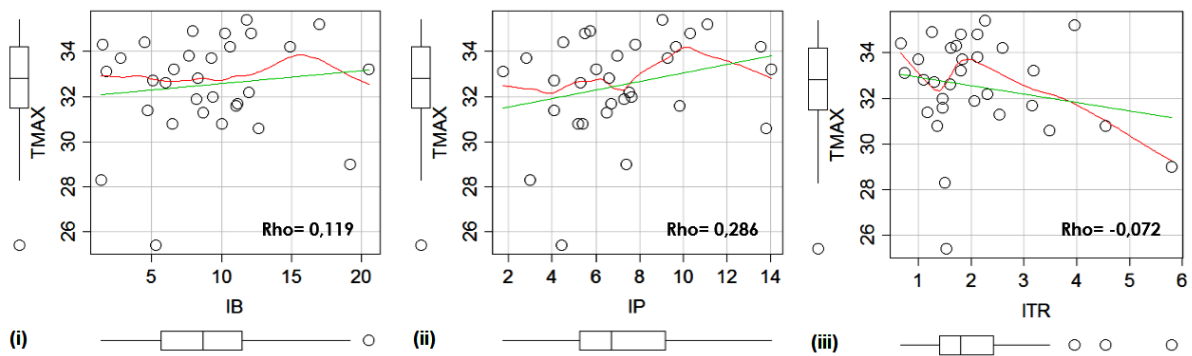 TMAX
34
32
30
28
26
5 10 15 20
IB
Rho= 0,119
(i)
TMAX
34
32
30
28
26
2 4 6 8 10 12 14
IP
Rho= 0,286
(ii)
TMAX
34
32
30
28
26
1 2 3 4 5 6
ITR
Rho= -0,072
(iii)